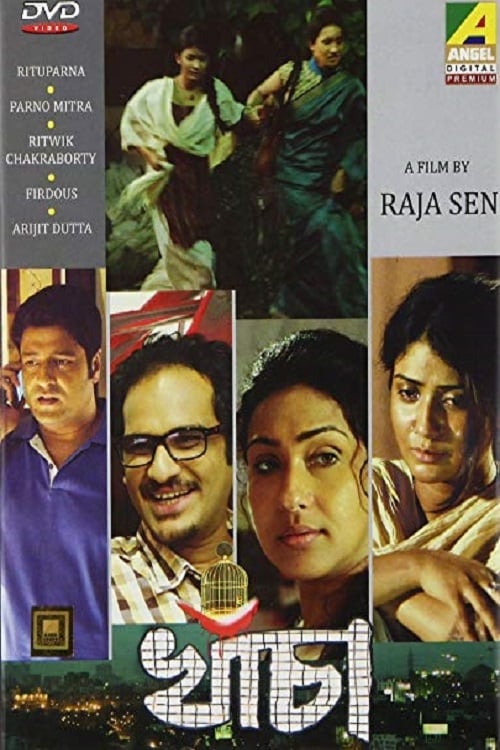 DVD
VIDEO
RITUPARNA
•
PARNO MITRA
•
RITWIK
CHAKRABORTY
•
FIRDOUS
•
ARIJIT DUTTA
ANGEL
DIGITAL
PREMIUM
A FILM BY
RAJA SEN
খাঁচা